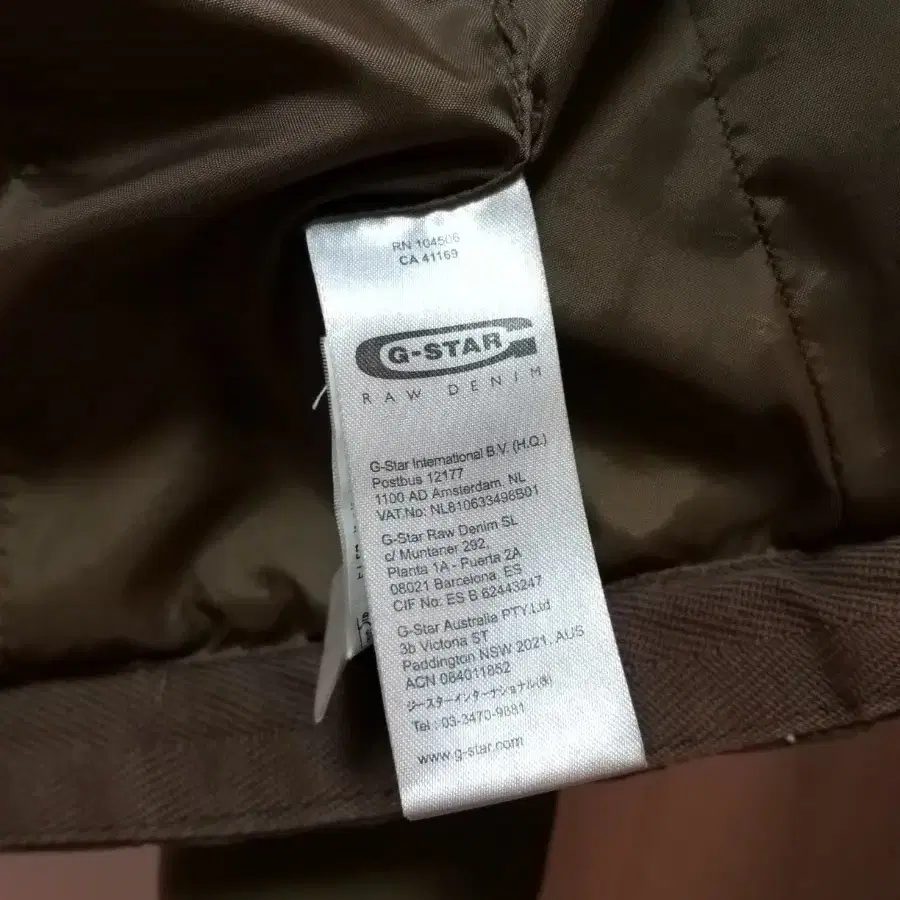 RN 104506
CA 41169
G-STAR
RAW DENIM
G-Star International B.V. (H.Q.)
Postbus 12177
1100 AD Amsterdam, NL
VAT No: NL810633498B01
G-Star Raw Denim SL
c/ Muntaner 292,
Planta 1A - Puerta 2A
08021 Barcelona, ES
CIF No: ES B 62443247
G-Star Australia PTY.Ltd
3b Victoria ST
Paddington NSW 2021, AUS
ACN 084011852
ジースターインターナショナル(株)
Tel : 03-3470-9881
www.g-star.com